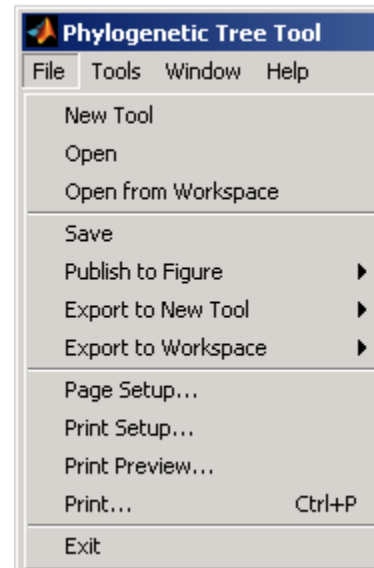 Phylogenetic Tree Tool
File Tools Window Help
New Tool
Open
Open from Workspace
Save
Publish to Figure
Export to New Tool
Export to Workspace
Page Setup...
Print Setup...
Print Preview...
Print... Ctrl+P
Exit